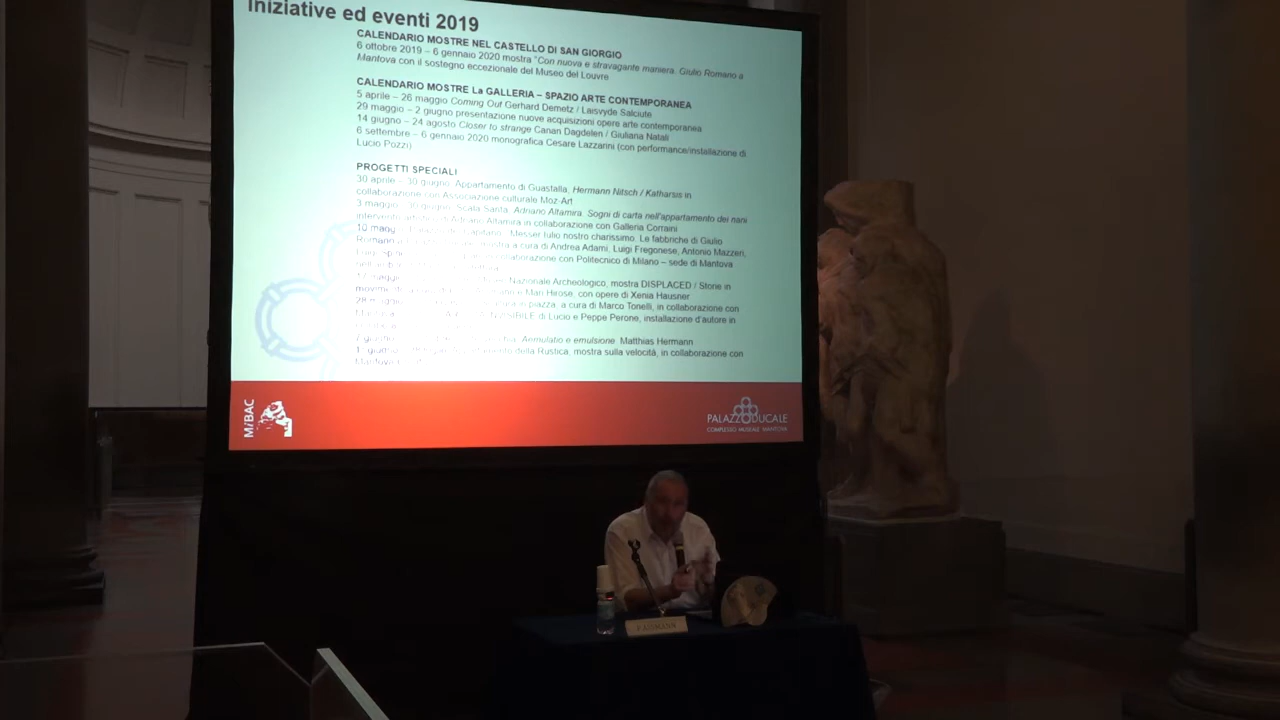 Iniziative ed eventi 2019
CALENDARIO MOSTRE NEL CASTELLO DI SAN GIORGIO
6 ottobre 2019 – 6 gennaio 2020 mostra "Con nuova e stravagante maniera. Giulio Romano a
Mantova con il sostegno eccezionale del Museo del Louvre
CALENDARIO MOSTRE La GALLERIA – SPAZIO ARTE CONTEMPORANEA
5 aprile – 26 maggio Coming Out Gerhard Demetz / Laisvyde Salciute
29 maggio – 2 giugno presentazione nuove acquisizioni opere arte contemporanea
14 giugno – 24 agosto Closer to strange Canan Dagdelen / Giuliana Natali
6 settembre – 6 gennaio 2020 monografica Cesare Lazzarini (con performance/installazione di
Lucio Pozzi)
PROGETTI SPECIALI
30 aprile – 30 giugno, Appartamento di Guastalla, Hermann Nitsch / Katharsis in
collaborazione con Associazione culturale Moz-Art
3 maggio – 30 giugno, Scala Santa, Adriano Altamira. Sogni di carta nell'appartamento dei nani
intervento artistico di Adriano Altamira in collaborazione con Galleria Corraini
10 Messer Iulio nostro charissimo. Le fabbriche di Giulio
Romano a cura di Andrea Adami, Luigi Fregonese, Antonio Mazzeri,
collaborazione con Politecnico di Milano – sede di Mantova
Nazionale Archeologico, mostra DISPLACED / Stone in
Mari Hirose, con opere di Xenia Hausner
28 in piazza, a cura di Marco Tonelli, in collaborazione con
di Lucio e Peppe Perone, installazione d'autore in
Aemulatio e emulsione Matthias Hermann
della Rustica, mostra sulla velocità, in collaborazione con
MiBAC
PALAZZO DUCALE
COMPLESSO MUSEALE MANTOVA